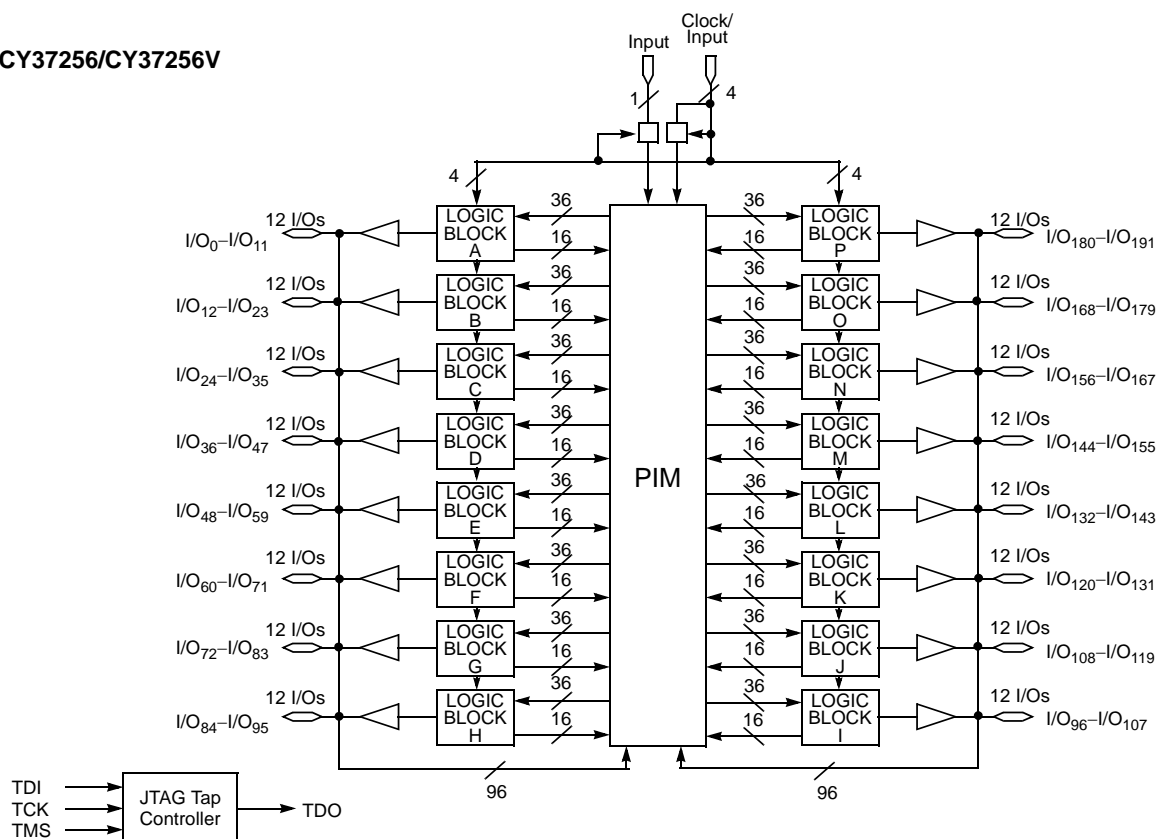 CY37256/CY37256V
Input
Clock/
Input
1
4
4
4
12 I/Os
I/O0–I/O11
LOGIC
BLOCK
A
36
16
36
16
LOGIC
BLOCK
P
12 I/Os
I/O180–I/O191
12 I/Os
I/O12–I/O23
LOGIC
BLOCK
B
36
16
36
16
LOGIC
BLOCK
O
12 I/Os
I/O168–I/O179
12 I/Os
I/O24–I/O35
LOGIC
BLOCK
C
36
16
36
16
LOGIC
BLOCK
N
12 I/Os
I/O156–I/O167
12 I/Os
I/O36–I/O47
LOGIC
BLOCK
D
36
16
PIM
36
16
LOGIC
BLOCK
M
12 I/Os
I/O144–I/O155
12 I/Os
I/O48–I/O59
LOGIC
BLOCK
E
36
16
36
16
LOGIC
BLOCK
L
12 I/Os
I/O132–I/O143
12 I/Os
I/O60–I/O71
LOGIC
BLOCK
F
36
16
36
16
LOGIC
BLOCK
K
12 I/Os
I/O120–I/O131
12 I/Os
I/O72–I/O83
LOGIC
BLOCK
G
36
16
36
16
LOGIC
BLOCK
J
12 I/Os
I/O108–I/O119
12 I/Os
I/O84–I/O95
LOGIC
BLOCK
H
36
16
36
16
LOGIC
BLOCK
I
12 I/Os
I/O96–I/O107
96
96
TDI
TCK
TMS
JTAG Tap
Controller
TDO